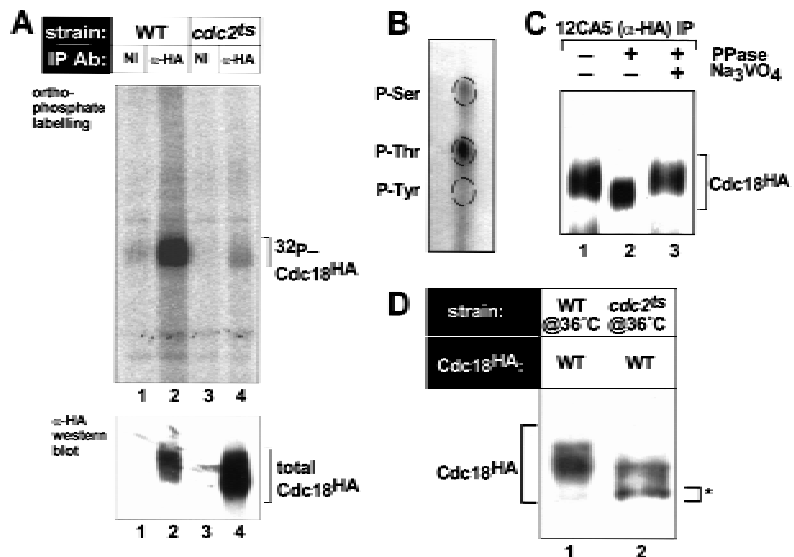 A
strain: WT cdc2ts
IP Ab: NI α-HA NI α-HA
ortho-
phosphate
labelling
32P–
Cdc18HA
1 2 3 4
α-HA
western
blot
total
Cdc18HA
1 2 3 4
B
P-Ser
P-Thr
P-Tyr
C
12CA5 (α-HA) IP
– + + PPase
+ Na3VO4
Cdc18HA
1 2 3
D
strain: WT @36°C cdc2ts @36°C
Cdc18HA: WT WT
Cdc18HA
*
1 2